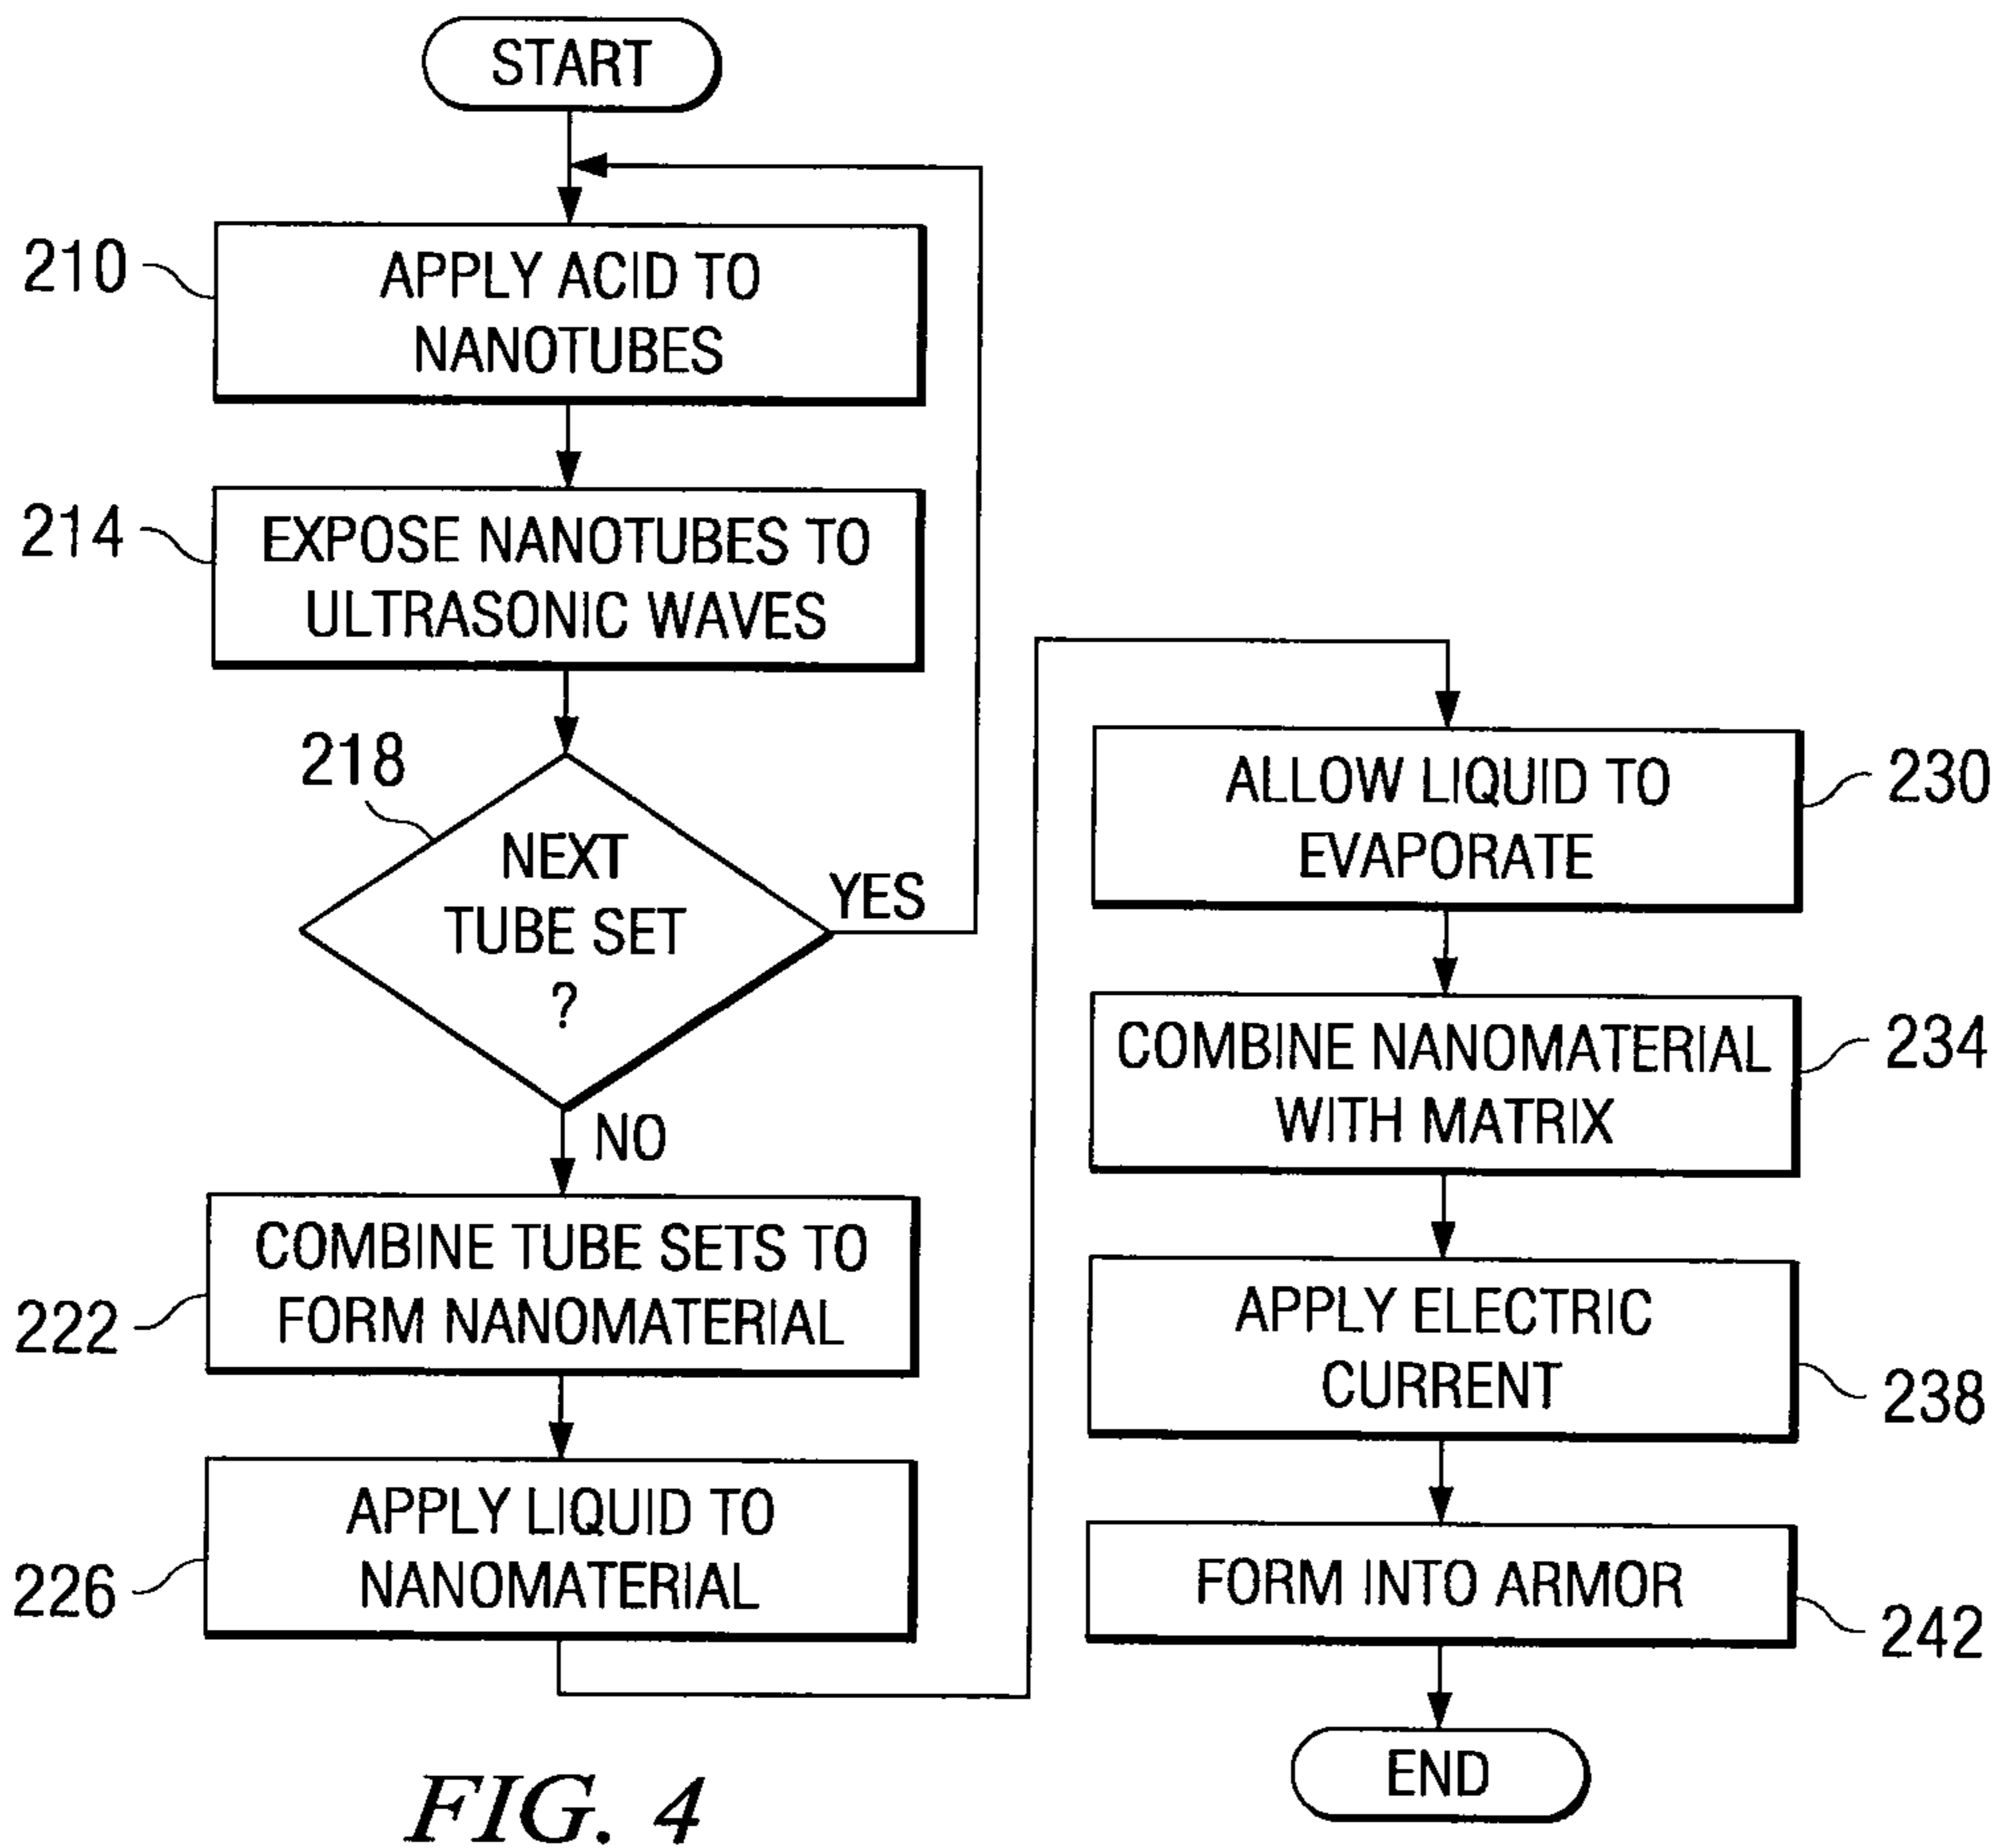 START
210
APPLY ACID TO
NANOTUBES
214
EXPOSE NANOTUBES TO
ULTRASONIC WAVES
218
NEXT
TUBE SET
?
YES
NO
222
COMBINE TUBE SETS TO
FORM NANOMATERIAL
226
APPLY LIQUID TO
NANOMATERIAL
ALLOW LIQUID TO
EVAPORATE
230
COMBINE NANOMATERIAL
WITH MATRIX
234
APPLY ELECTRIC
CURRENT
238
FORM INTO ARMOR
242
END
FIG. 4